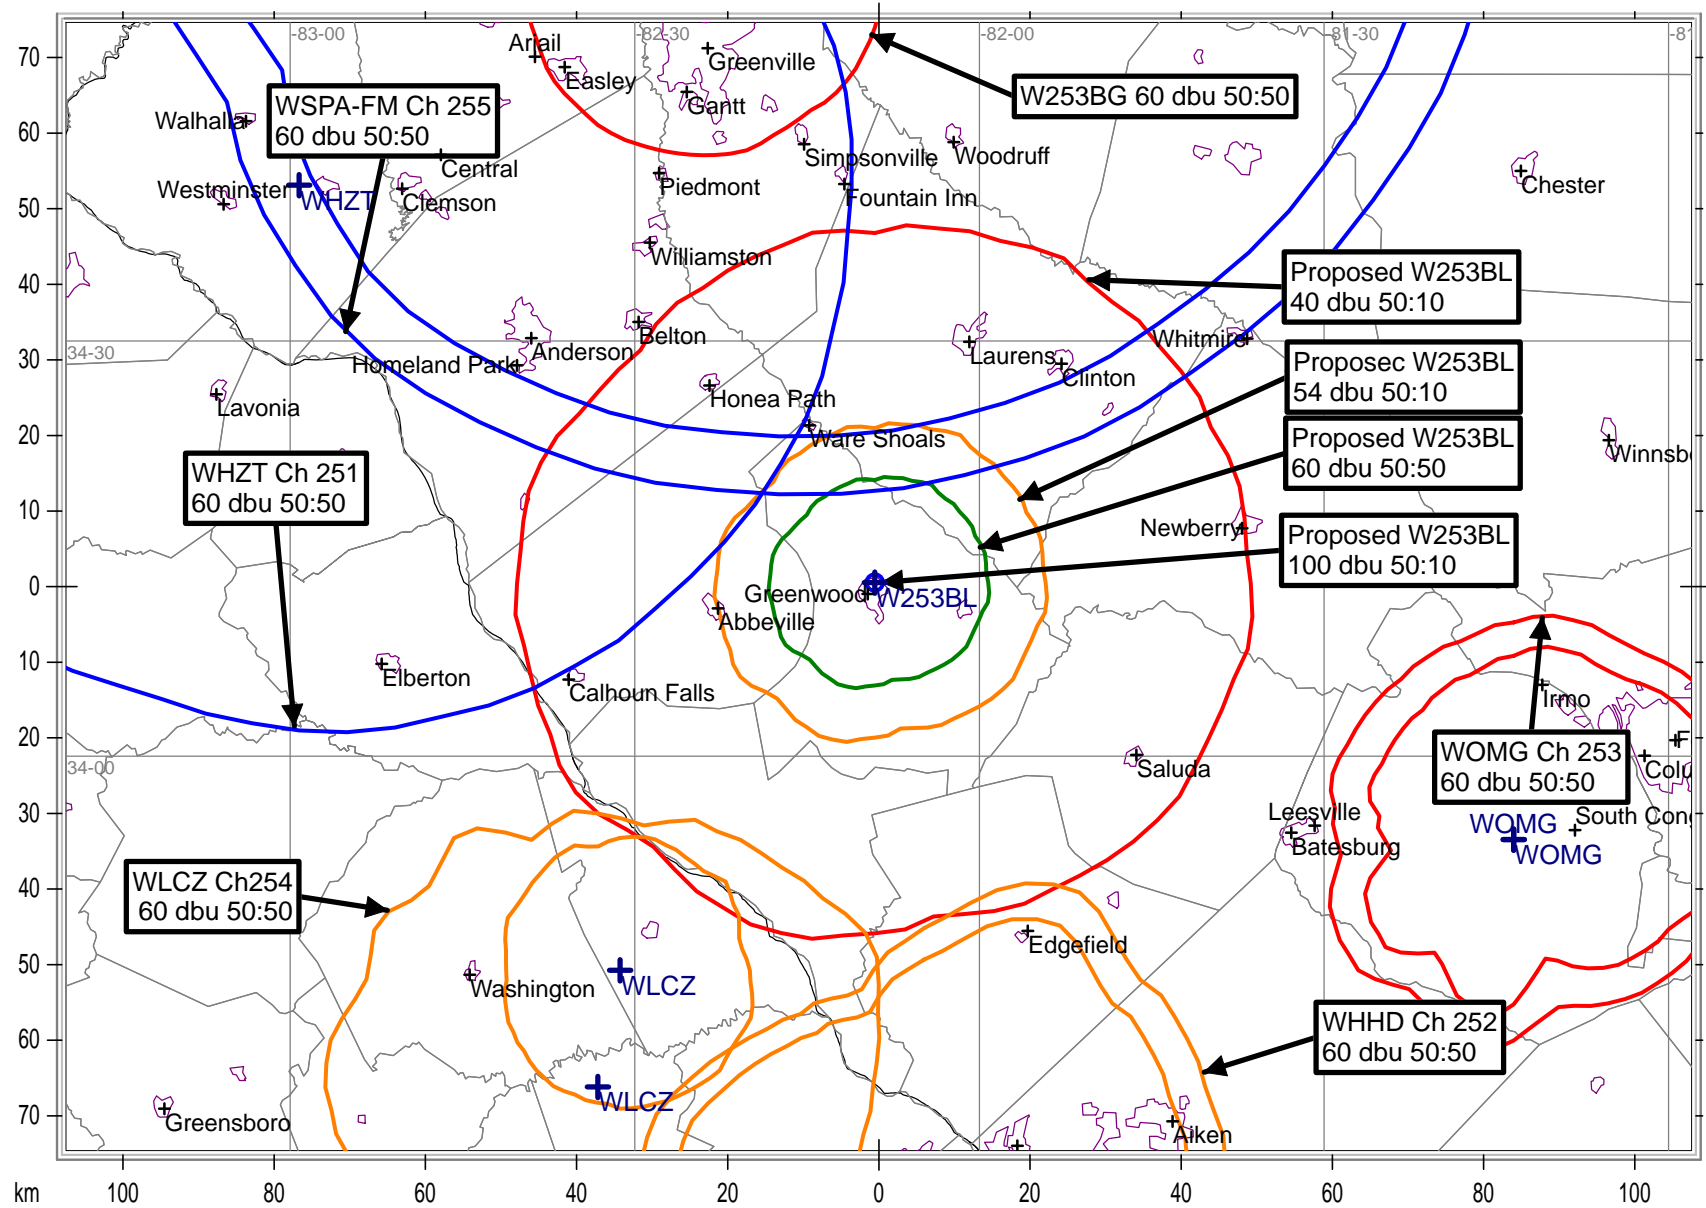 -83-00
-82-30
-82-00
-81-30
-8
70
Arial
Greenville
Easley
Gantt
W253BG 60 dbu 50:50
WSPA-FM Ch 255
60 dbu 50:50
60
Walhalla
Simpsonville
Woodruff
Central
Piedmont
Westminster
WHZT
Clemson
Fountain Inn
Chester
50
Williamston
Proposed W253BL
40 dbu 50:10
40
Belton
Whitmire
34-30
Anderson
Laurens
30
Homeland Park
Clinton
Proposec W253BL
54 dbu 50:10
Lavonia
Honea Path
20
Ware Shoals
Proposed W253BL
60 dbu 50:50
WHZT Ch 251
60 dbu 50:50
10
Newberry
Proposed W253BL
100 dbu 50:10
0
Greenwood
W253BL
Abbeville
10
Elberton
Calhoun Falls
Irmo
20
WOMG Ch 253
60 dbu 50:50
F
34-00
Saluda
Colu
30
Leesville
South Cong
WOMG
Batesburg
WOMG
40
WLCZ Ch254
60 dbu 50:50
Edgefield
50
Washington
WLCZ
60
WHHD Ch 252
60 dbu 50:50
WLCZ
70
Greensboro
Aiken
km
100
80
60
40
20
0
20
40
60
80
100